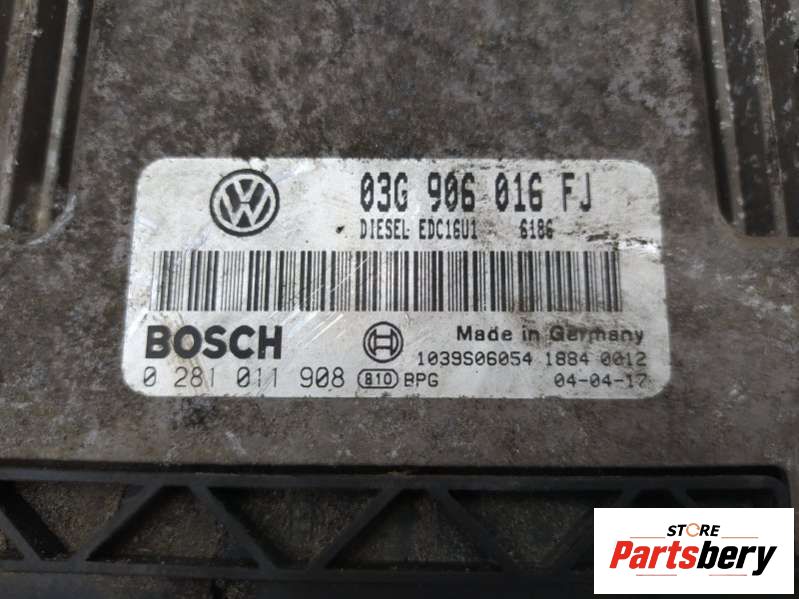 03G 906 016 FJ
DIESEL EDC16U1 6186
BOSCH
Made in Germany
1039S06054 1884 0012
0 281 011 908 810 BPG 04-04-17
STORE
Partsbery